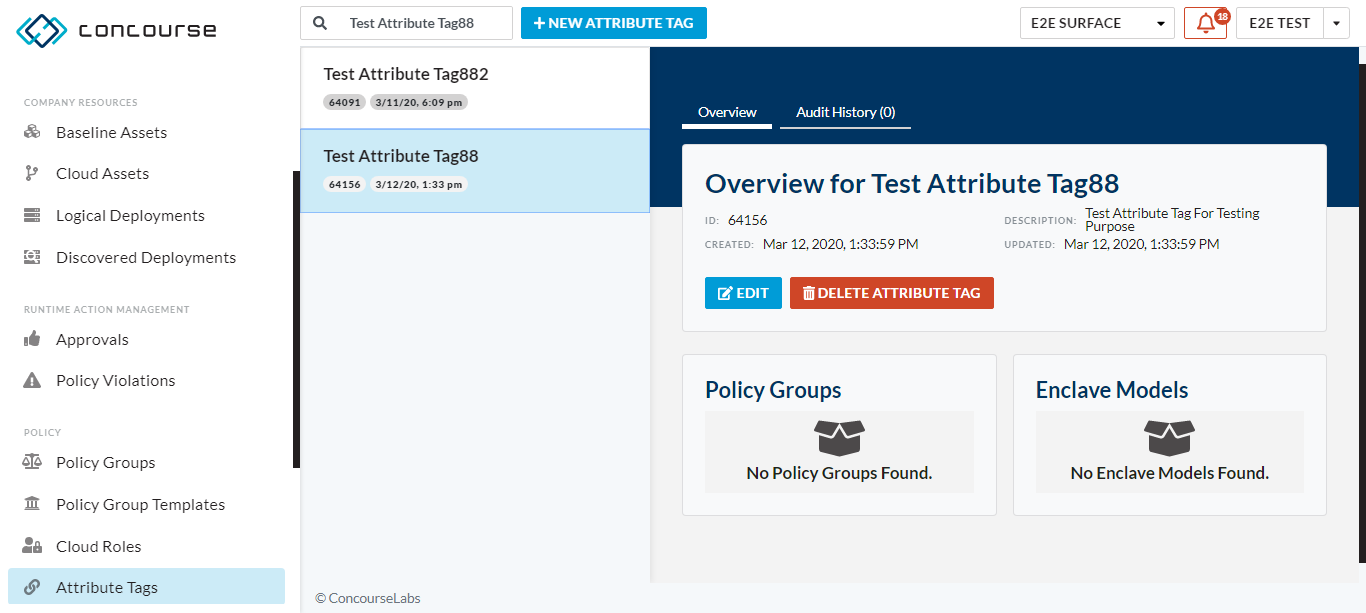 concourse
Test Attribute Tag88
NEW ATTRIBUTE TAG
E2E SURFACE
18
E2E TEST
COMPANY RESOURCES
Baseline Assets
Cloud Assets
Logical Deployments
Discovered Deployments
RUNTIME ACTION MANAGEMENT
Approvals
Policy Violations
POLICY
Policy Groups
Policy Group Templates
Cloud Roles
Attribute Tags
Test Attribute Tag882
64091 3/11/20, 6:09 pm
Test Attribute Tag88
64156 3/12/20, 1:33 pm
Overview Audit History (0)
Overview for Test Attribute Tag88
ID: 64156
DESCRIPTION: Test Attribute Tag For Testing
Purpose
CREATED: Mar 12, 2020, 1:33:59 PM
UPDATED: Mar 12, 2020, 1:33:59 PM
EDIT
DELETE ATTRIBUTE TAG
Policy Groups
No Policy Groups Found.
Enclave Models
No Enclave Models Found.
© ConcourseLabs